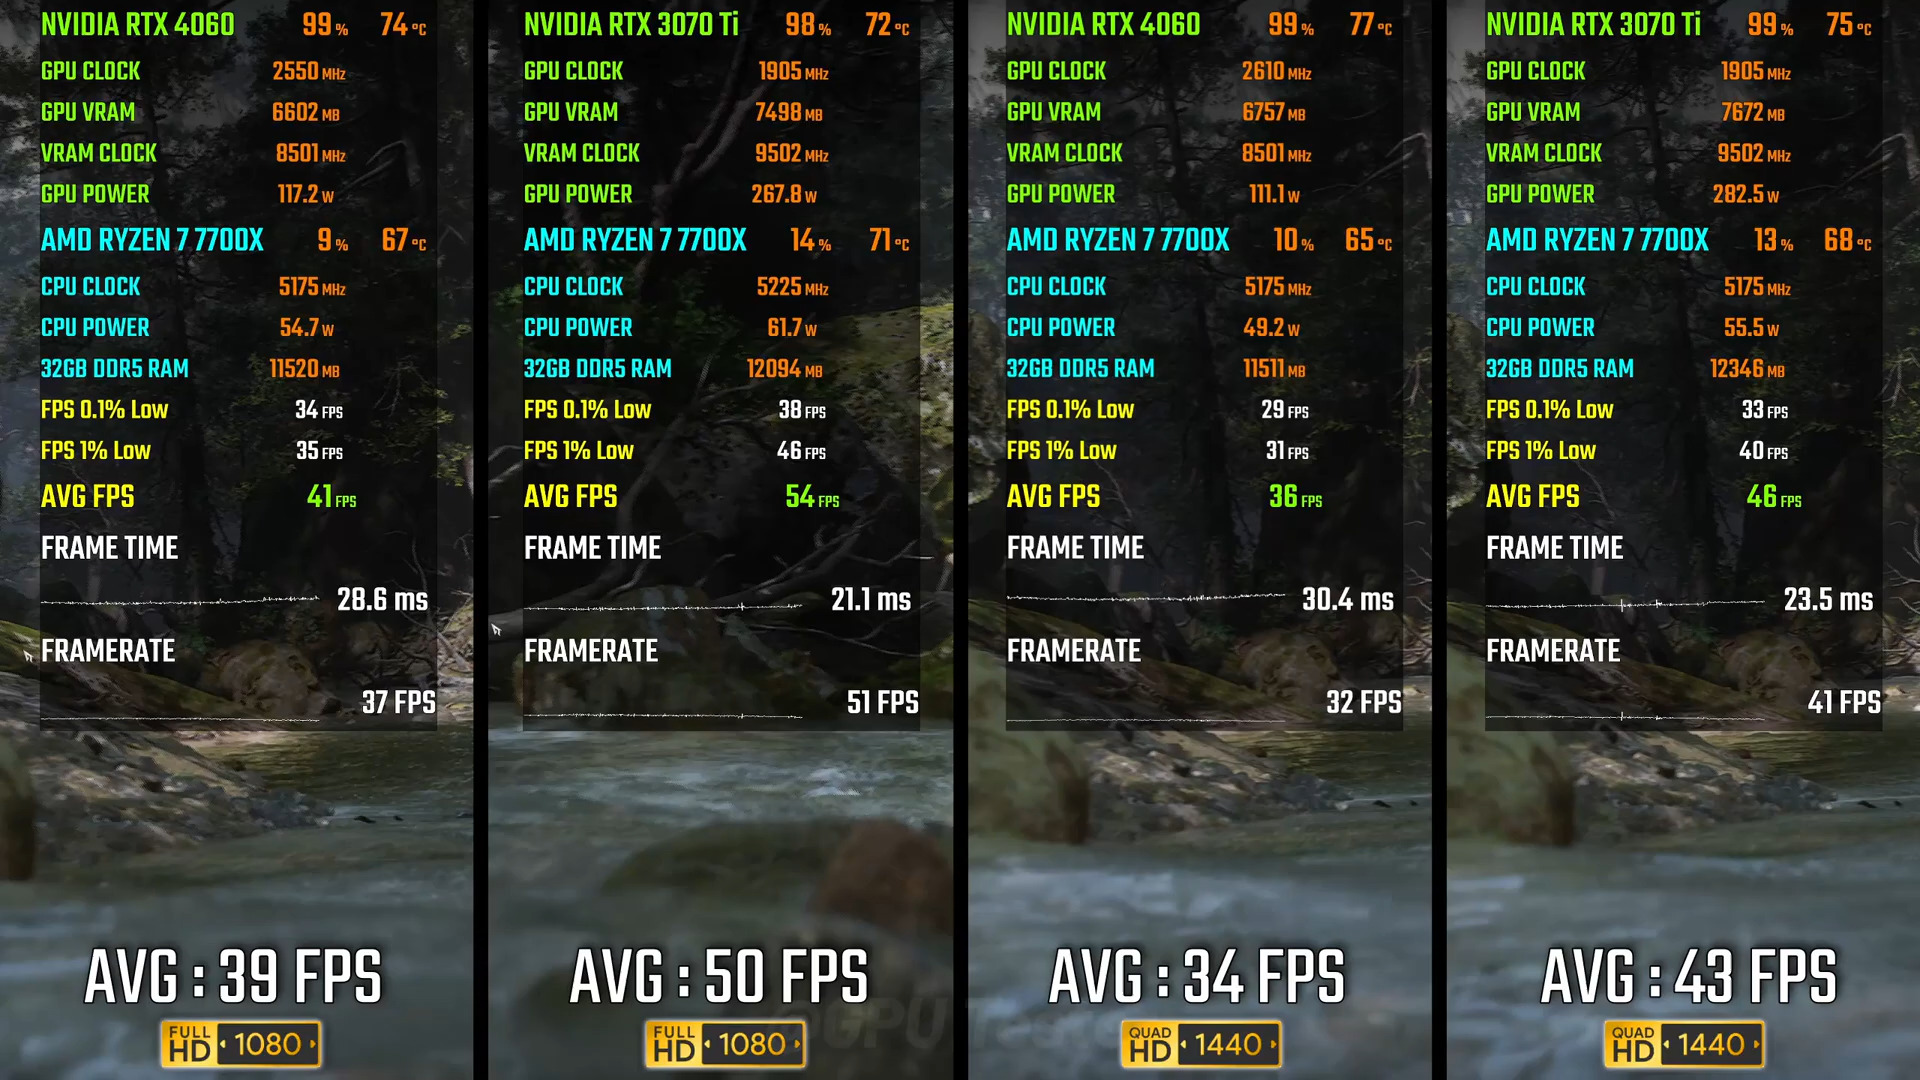 NVIDIA RTX 4060 99 % 74 °C
GPU CLOCK 2550 MHz
GPU VRAM 6602 MB
VRAM CLOCK 8501 MHz
GPU POWER 117.2 W
AMD RYZEN 7 7700X 9 % 67 °C
CPU CLOCK 5175 MHz
CPU POWER 54.7 W
32GB DDR5 RAM 11520 MB
FPS 0.1% Low 34 FPS
FPS 1% Low 35 FPS
AVG FPS 41 FPS
FRAME TIME
28.6 ms
FRAMERATE
37 FPS
AVG : 39 FPS
FULL HD 1080
NVIDIA RTX 3070 Ti 98 % 72 °C
GPU CLOCK 1905 MHz
GPU VRAM 7498 MB
VRAM CLOCK 9502 MHz
GPU POWER 267.8 W
AMD RYZEN 7 7700X 14 % 71 °C
CPU CLOCK 5225 MHz
CPU POWER 61.7 W
32GB DDR5 RAM 12094 MB
FPS 0.1% Low 38 FPS
FPS 1% Low 46 FPS
AVG FPS 54 FPS
FRAME TIME
21.1 ms
FRAMERATE
51 FPS
AVG : 50 FPS
FULL HD 1080
NVIDIA RTX 4060 99 % 77 °C
GPU CLOCK 2610 MHz
GPU VRAM 6757 MB
VRAM CLOCK 8501 MHz
GPU POWER 111.1 W
AMD RYZEN 7 7700X 10 % 65 °C
CPU CLOCK 5175 MHz
CPU POWER 49.2 W
32GB DDR5 RAM 11511 MB
FPS 0.1% Low 29 FPS
FPS 1% Low 31 FPS
AVG FPS 36 FPS
FRAME TIME
30.4 ms
FRAMERATE
32 FPS
AVG : 34 FPS
QUAD HD 1440
NVIDIA RTX 3070 Ti 99 % 75 °C
GPU CLOCK 1905 MHz
GPU VRAM 7672 MB
VRAM CLOCK 9502 MHz
GPU POWER 282.5 W
AMD RYZEN 7 7700X 13 % 68 °C
CPU CLOCK 5175 MHz
CPU POWER 55.5 W
32GB DDR5 RAM 12346 MB
FPS 0.1% Low 33 FPS
FPS 1% Low 40 FPS
AVG FPS 46 FPS
FRAME TIME
23.5 ms
FRAMERATE
41 FPS
AVG : 43 FPS
QUAD HD 1440